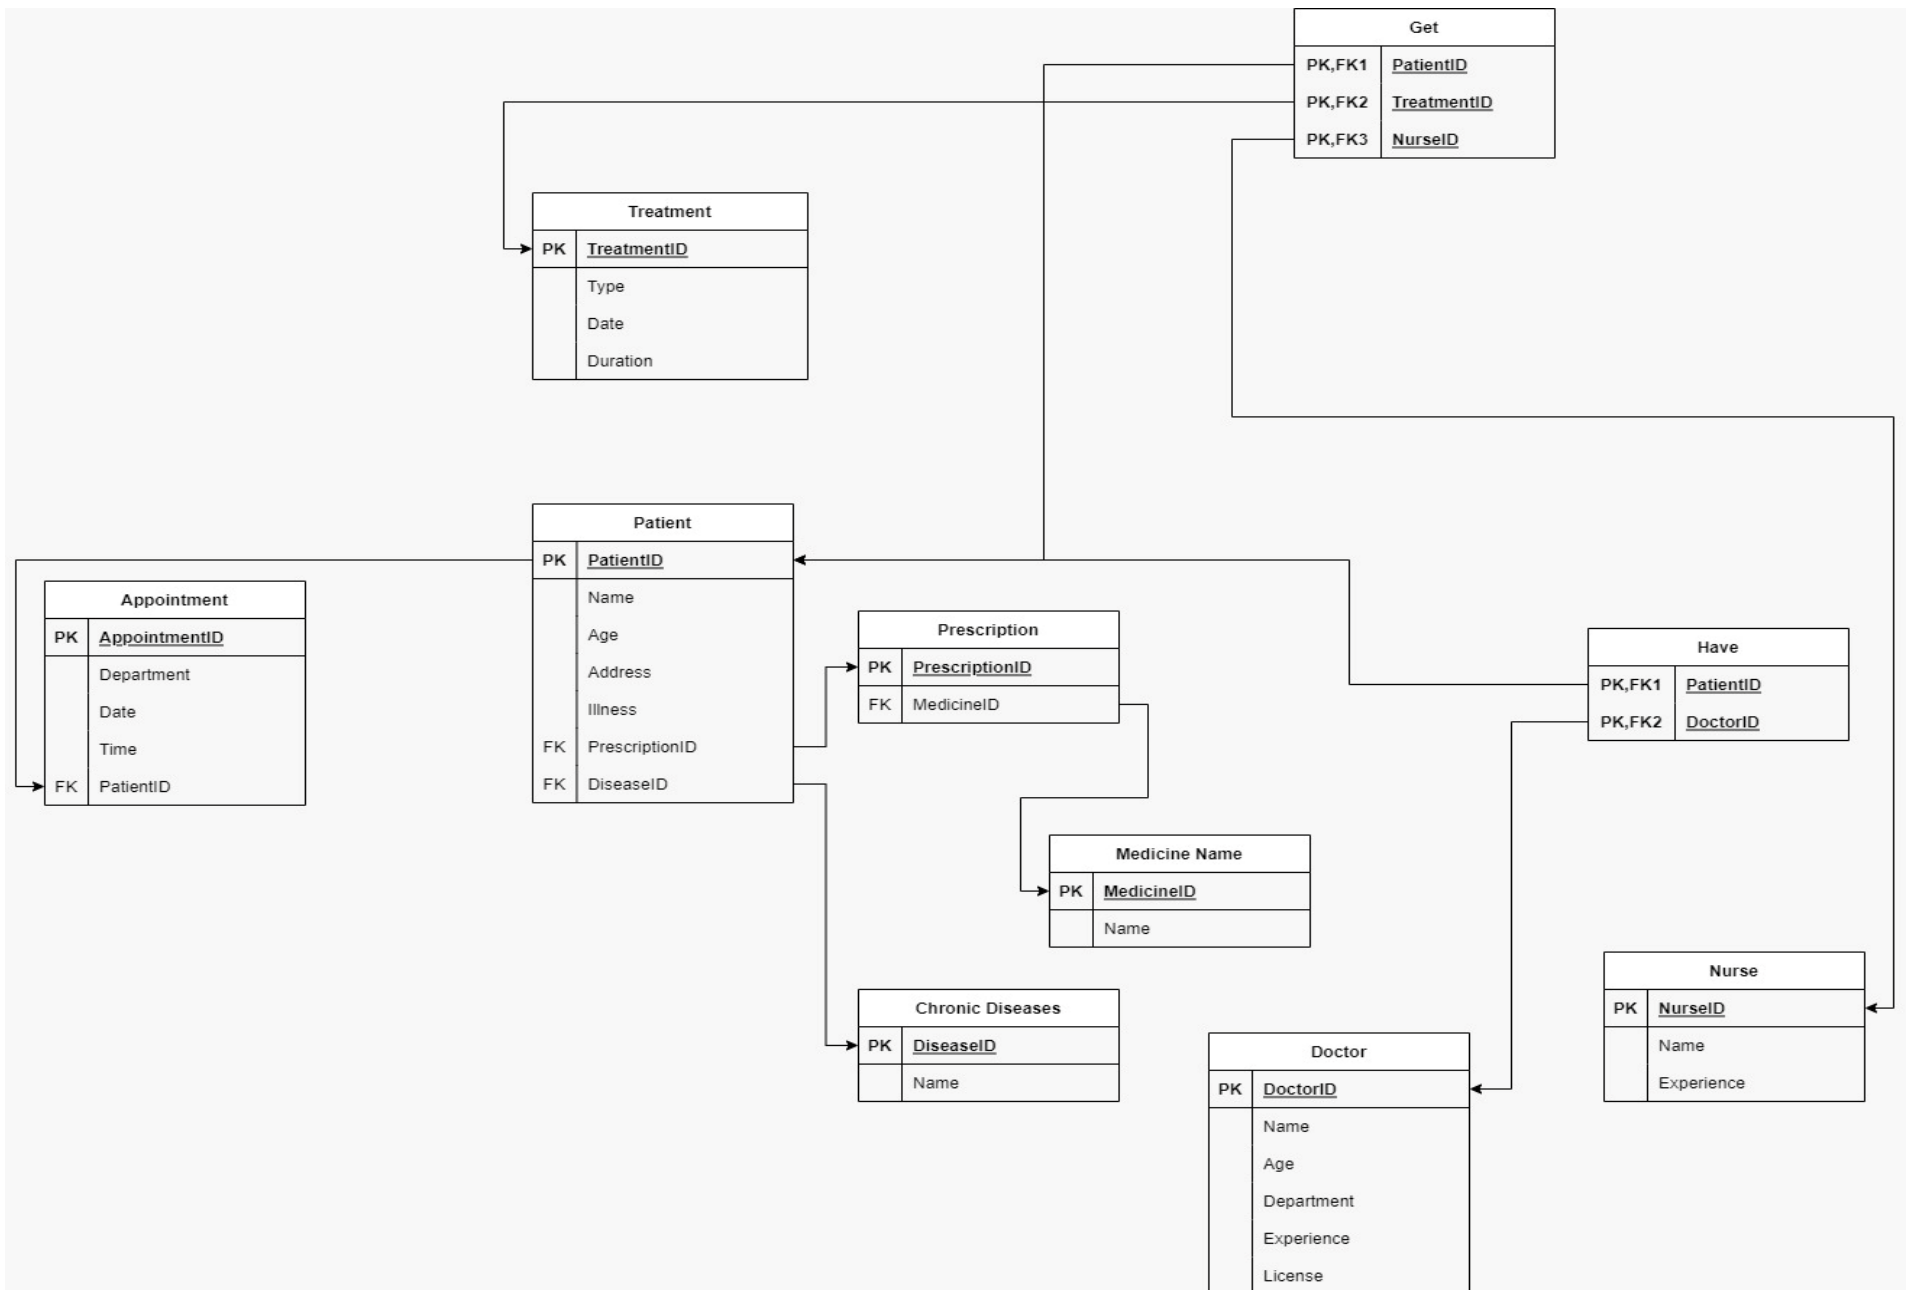 Get
PK,FK1 PatientID
PK,FK2 TreatmentID
PK,FK3 NurseID
Treatment
PK TreatmentID
Type
Date
Duration
Patient
PK PatientID
Name
Age
Address
Illness
FK PrescriptionID
FK DiseaseID
Appointment
PK AppointmentID
Department
Date
Time
FK PatientID
Prescription
PK PrescriptionID
FK MedicineID
Have
PK,FK1 PatientID
PK,FK2 DoctorID
Medicine Name
PK MedicineID
Name
Chronic Diseases
PK DiseaseID
Name
Nurse
PK NurseID
Name
Experience
Doctor
PK DoctorID
Name
Age
Department
Experience
License